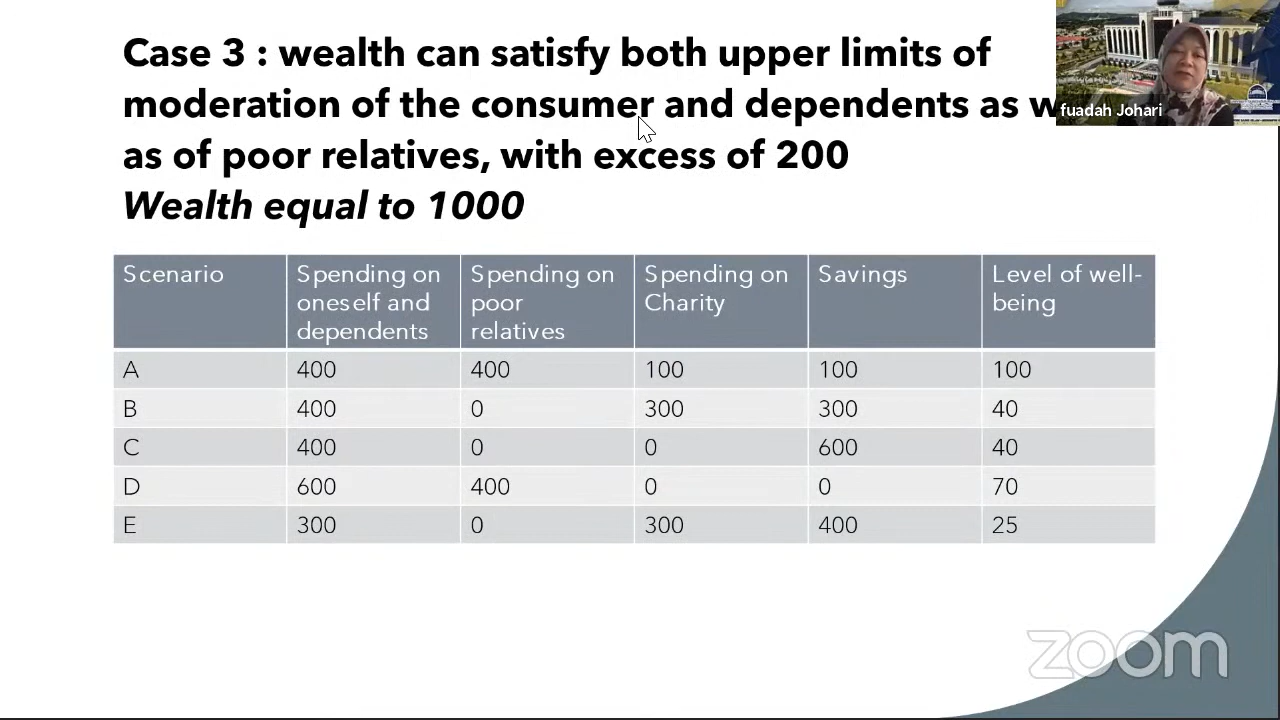 Case 3 : wealth can satisfy both upper limits of
moderation of the consumer and dependents as w
as of poor relatives, with excess of 200
Wealth equal to 1000
fuadah Johari
Scenario
Spending on oneself and dependents
Spending on poor relatives
Spending on Charity
Savings
Level of well-being
A 400 400 100 100 100
B 400 0 300 300 40
C 400 0 0 600 40
D 600 400 0 0 70
E 300 0 300 400 25
zoom